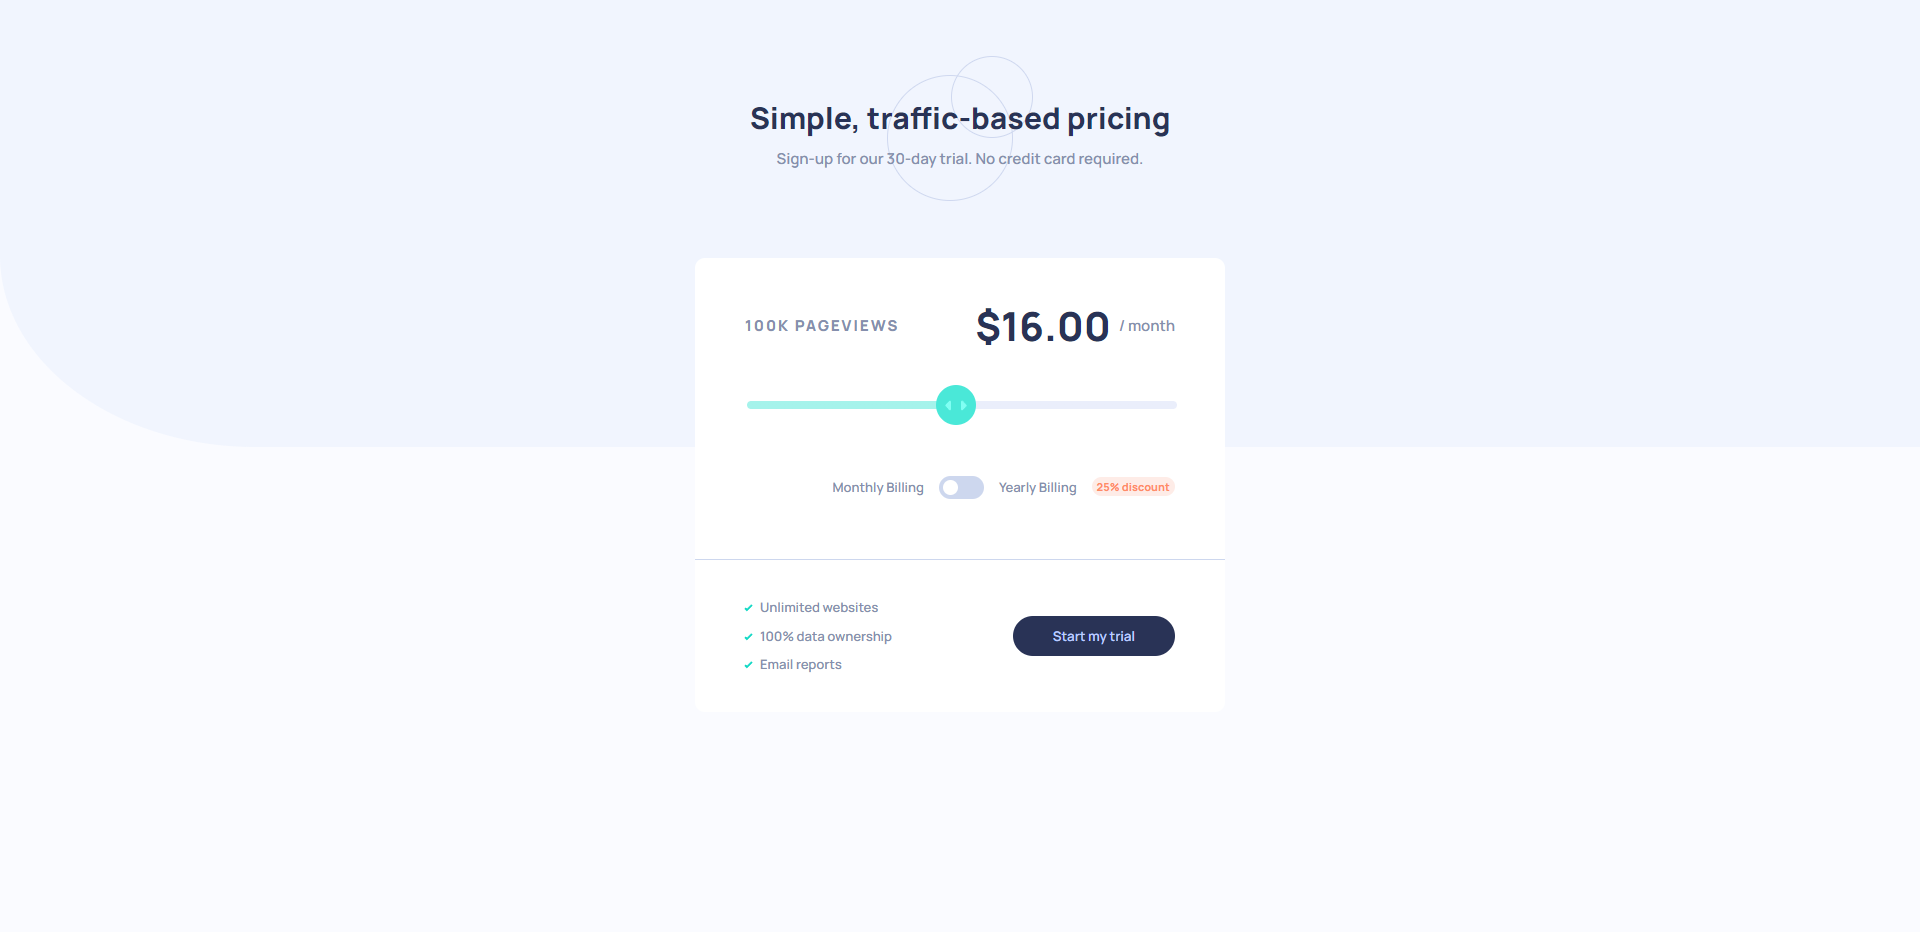 Simple, traffic-based pricing
Sign-up for our 30-day trial. No credit card required.
100K PAGEVIEWS
$16.00 / month
Monthly Billing Yearly Billing 25% discount
Unlimited websites
100% data ownership
Email reports
Start my trial